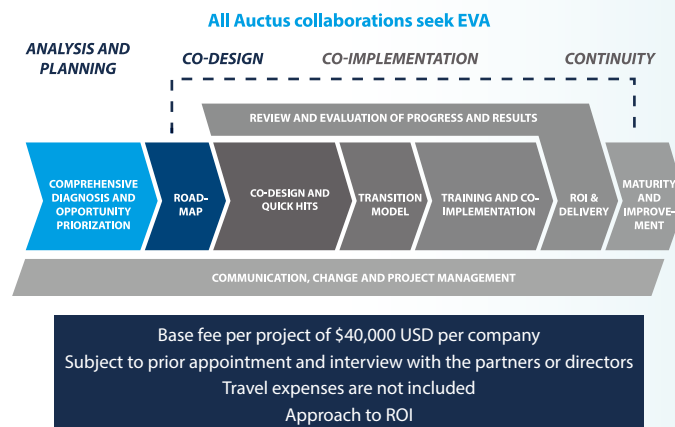 All Auctus collaborations seek EVA
ANALYSIS AND
PLANNING
CO-DESIGN
CO-IMPLEMENTATION
CONTINUITY
REVIEW AND EVALUATION OF PROGRESS AND RESULTS
COMPREHENSIVE
DIAGNOSIS AND
OPPORTUNITY
PRIORIZATION
ROAD-
MAP
CO-DESIGN AND
QUICK HITS
TRANSITION
MODEL
TRAINING AND CO-
IMPLEMENTATION
ROI &
DELIVERY
MATURITY
AND
IMPROVE-
MENT
COMMUNICATION, CHANGE AND PROJECT MANAGEMENT
Base fee per project of $40,000 USD per company
Subject to prior appointment and interview with the partners or directors
Travel expenses are not included
Approach to ROI